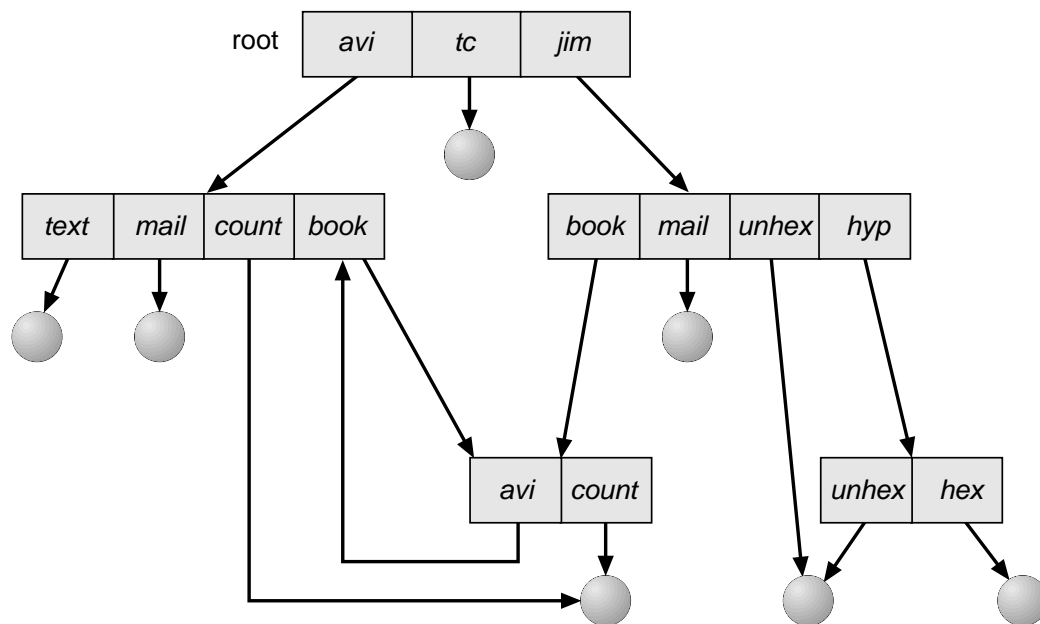 root avi tc jim
text mail count book
book mail unhex hyp
avi count
unhex hex